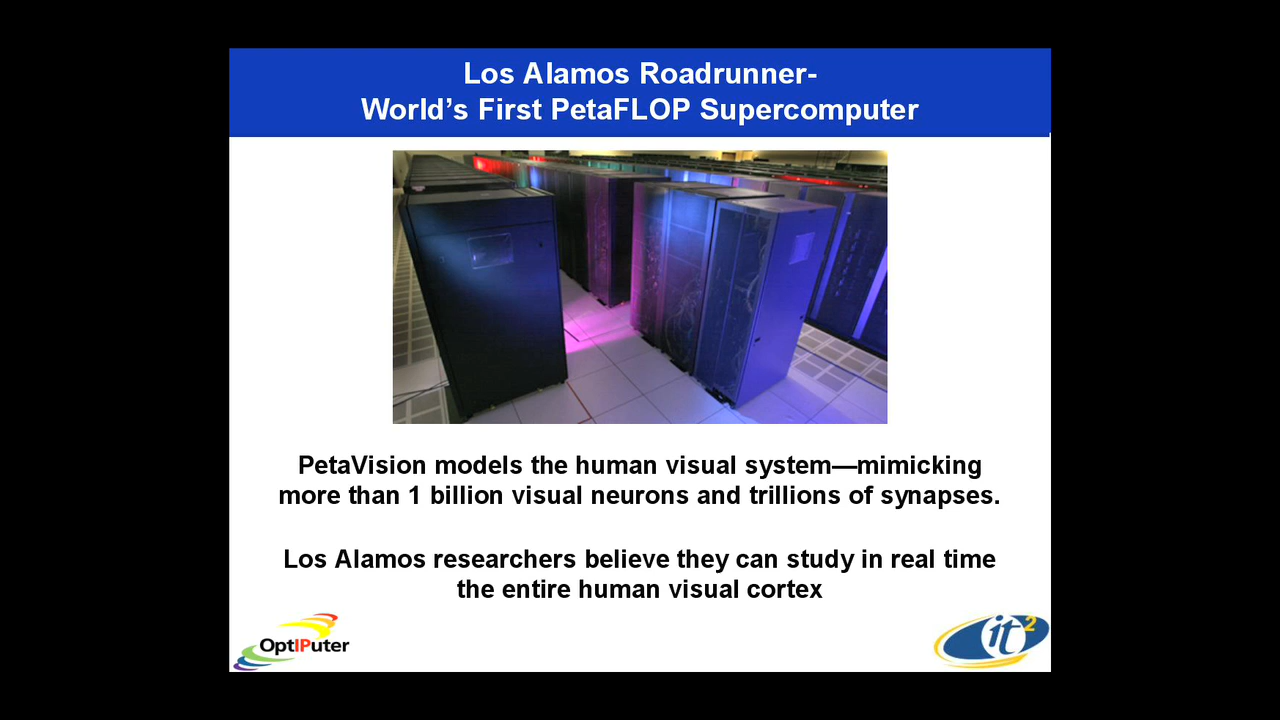 Los Alamos Roadrunner-
World’s First PetaFLOP Supercomputer
PetaVision models the human visual system—mimicking
more than 1 billion visual neurons and trillions of synapses.
Los Alamos researchers believe they can study in real time
the entire human visual cortex
OptIPuter
it2